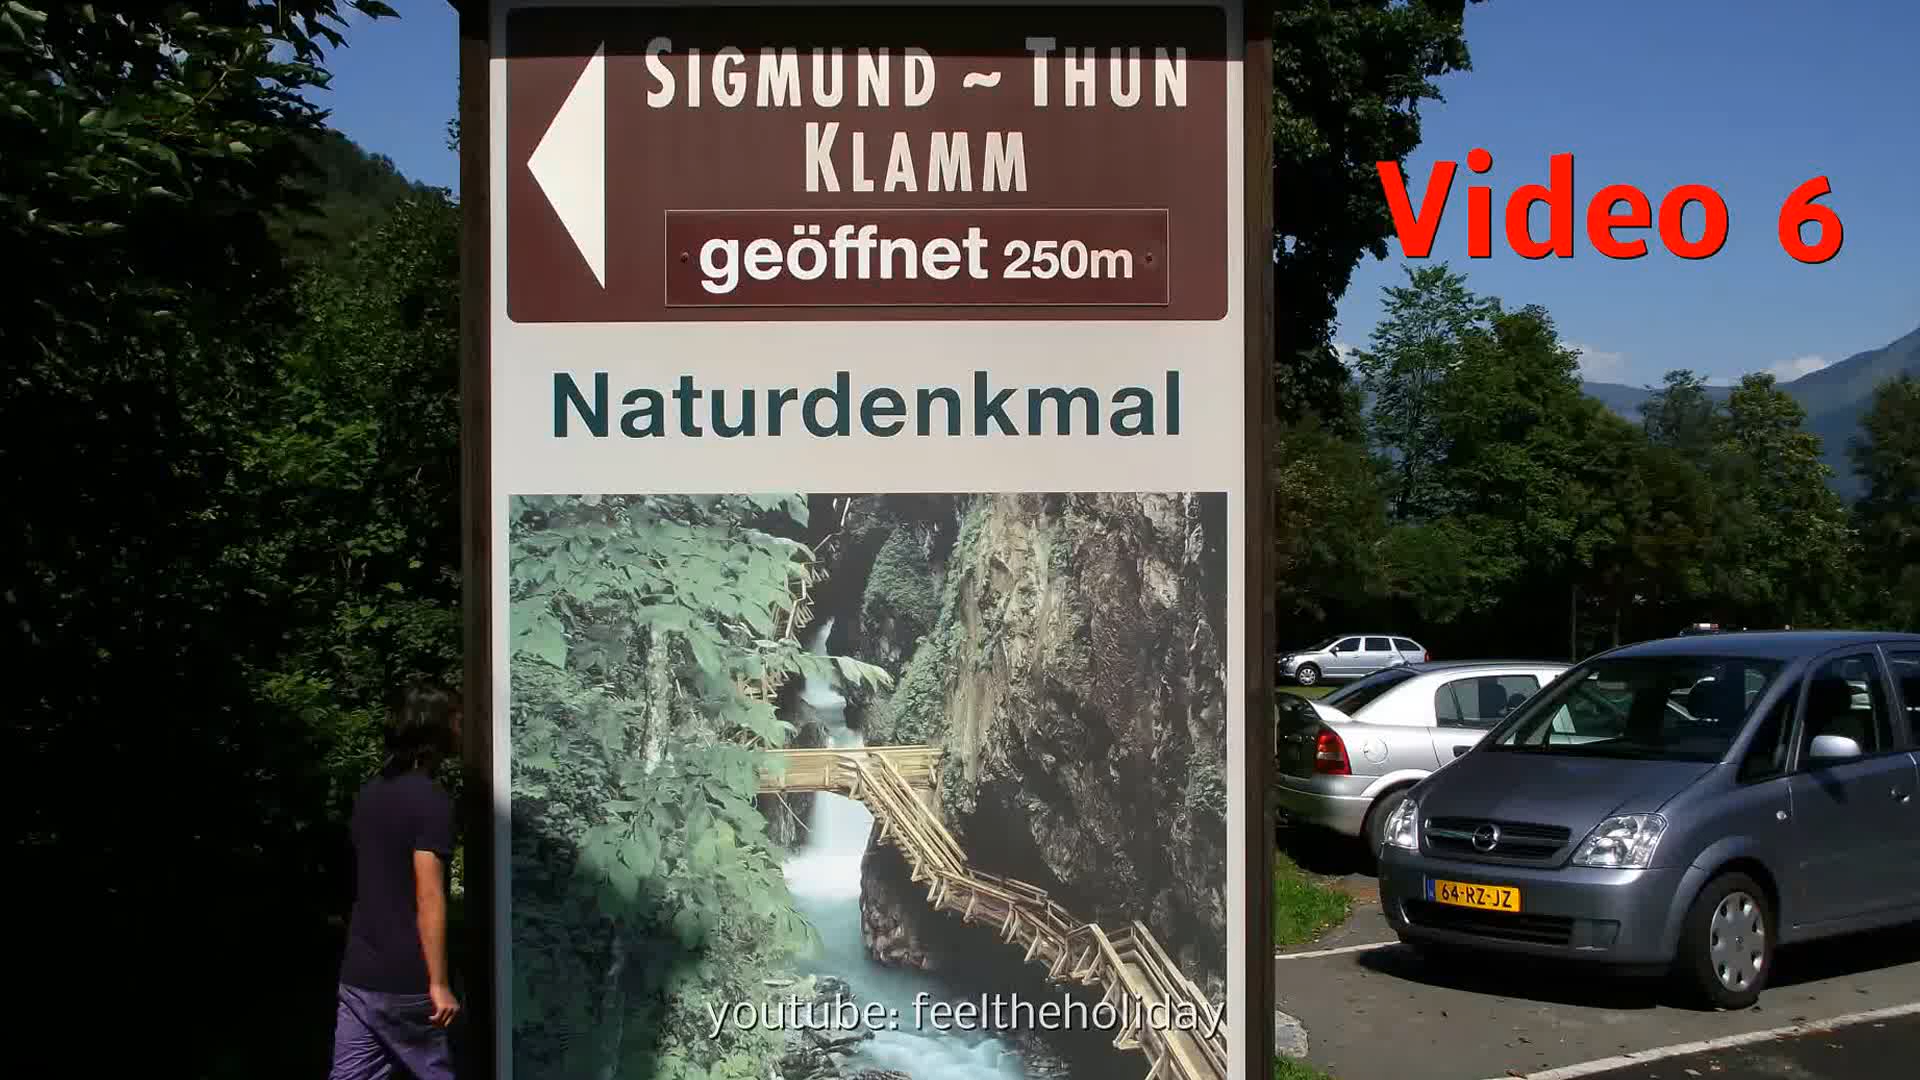 SIGMUND ~ THUN
KLAMM
geöffnet 250m
Naturdenkmal
Video 6
64-RZ-JZ
youtube: feeltheholiday